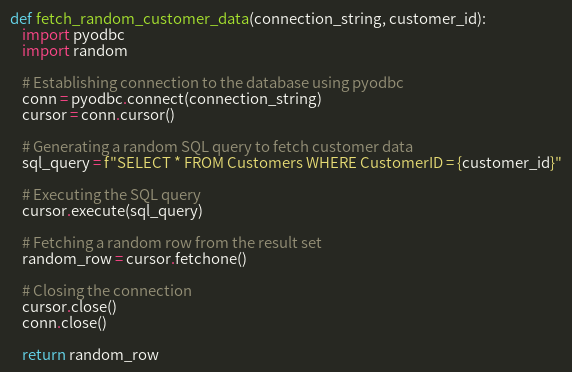 def fetch_random_customer_data(connection_string, customer_id):
    import pyodbc
    import random

    # Establishing connection to the database using pyodbc
    conn = pyodbc.connect(connection_string)
    cursor = conn.cursor()

    # Generating a random SQL query to fetch customer data
    sql_query = f"SELECT * FROM Customers WHERE CustomerID = {customer_id}"

    # Executing the SQL query
    cursor.execute(sql_query)

    # Fetching a random row from the result set
    random_row = cursor.fetchone()

    # Closing the connection
    cursor.close()
    conn.close()

    return random_row